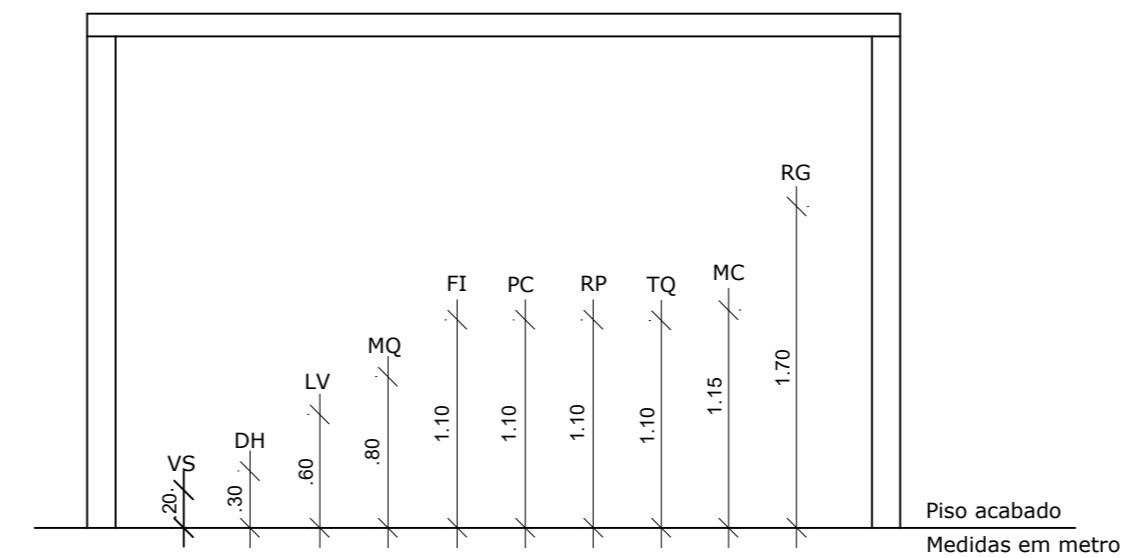 RG
MC
FI
PC
RP
TQ
MQ
LV
DH
VS
1.70
1.15
1.10
1.10
1.10
1.10
.80
.60
.30
.20
Piso acabado
Medidas em metro